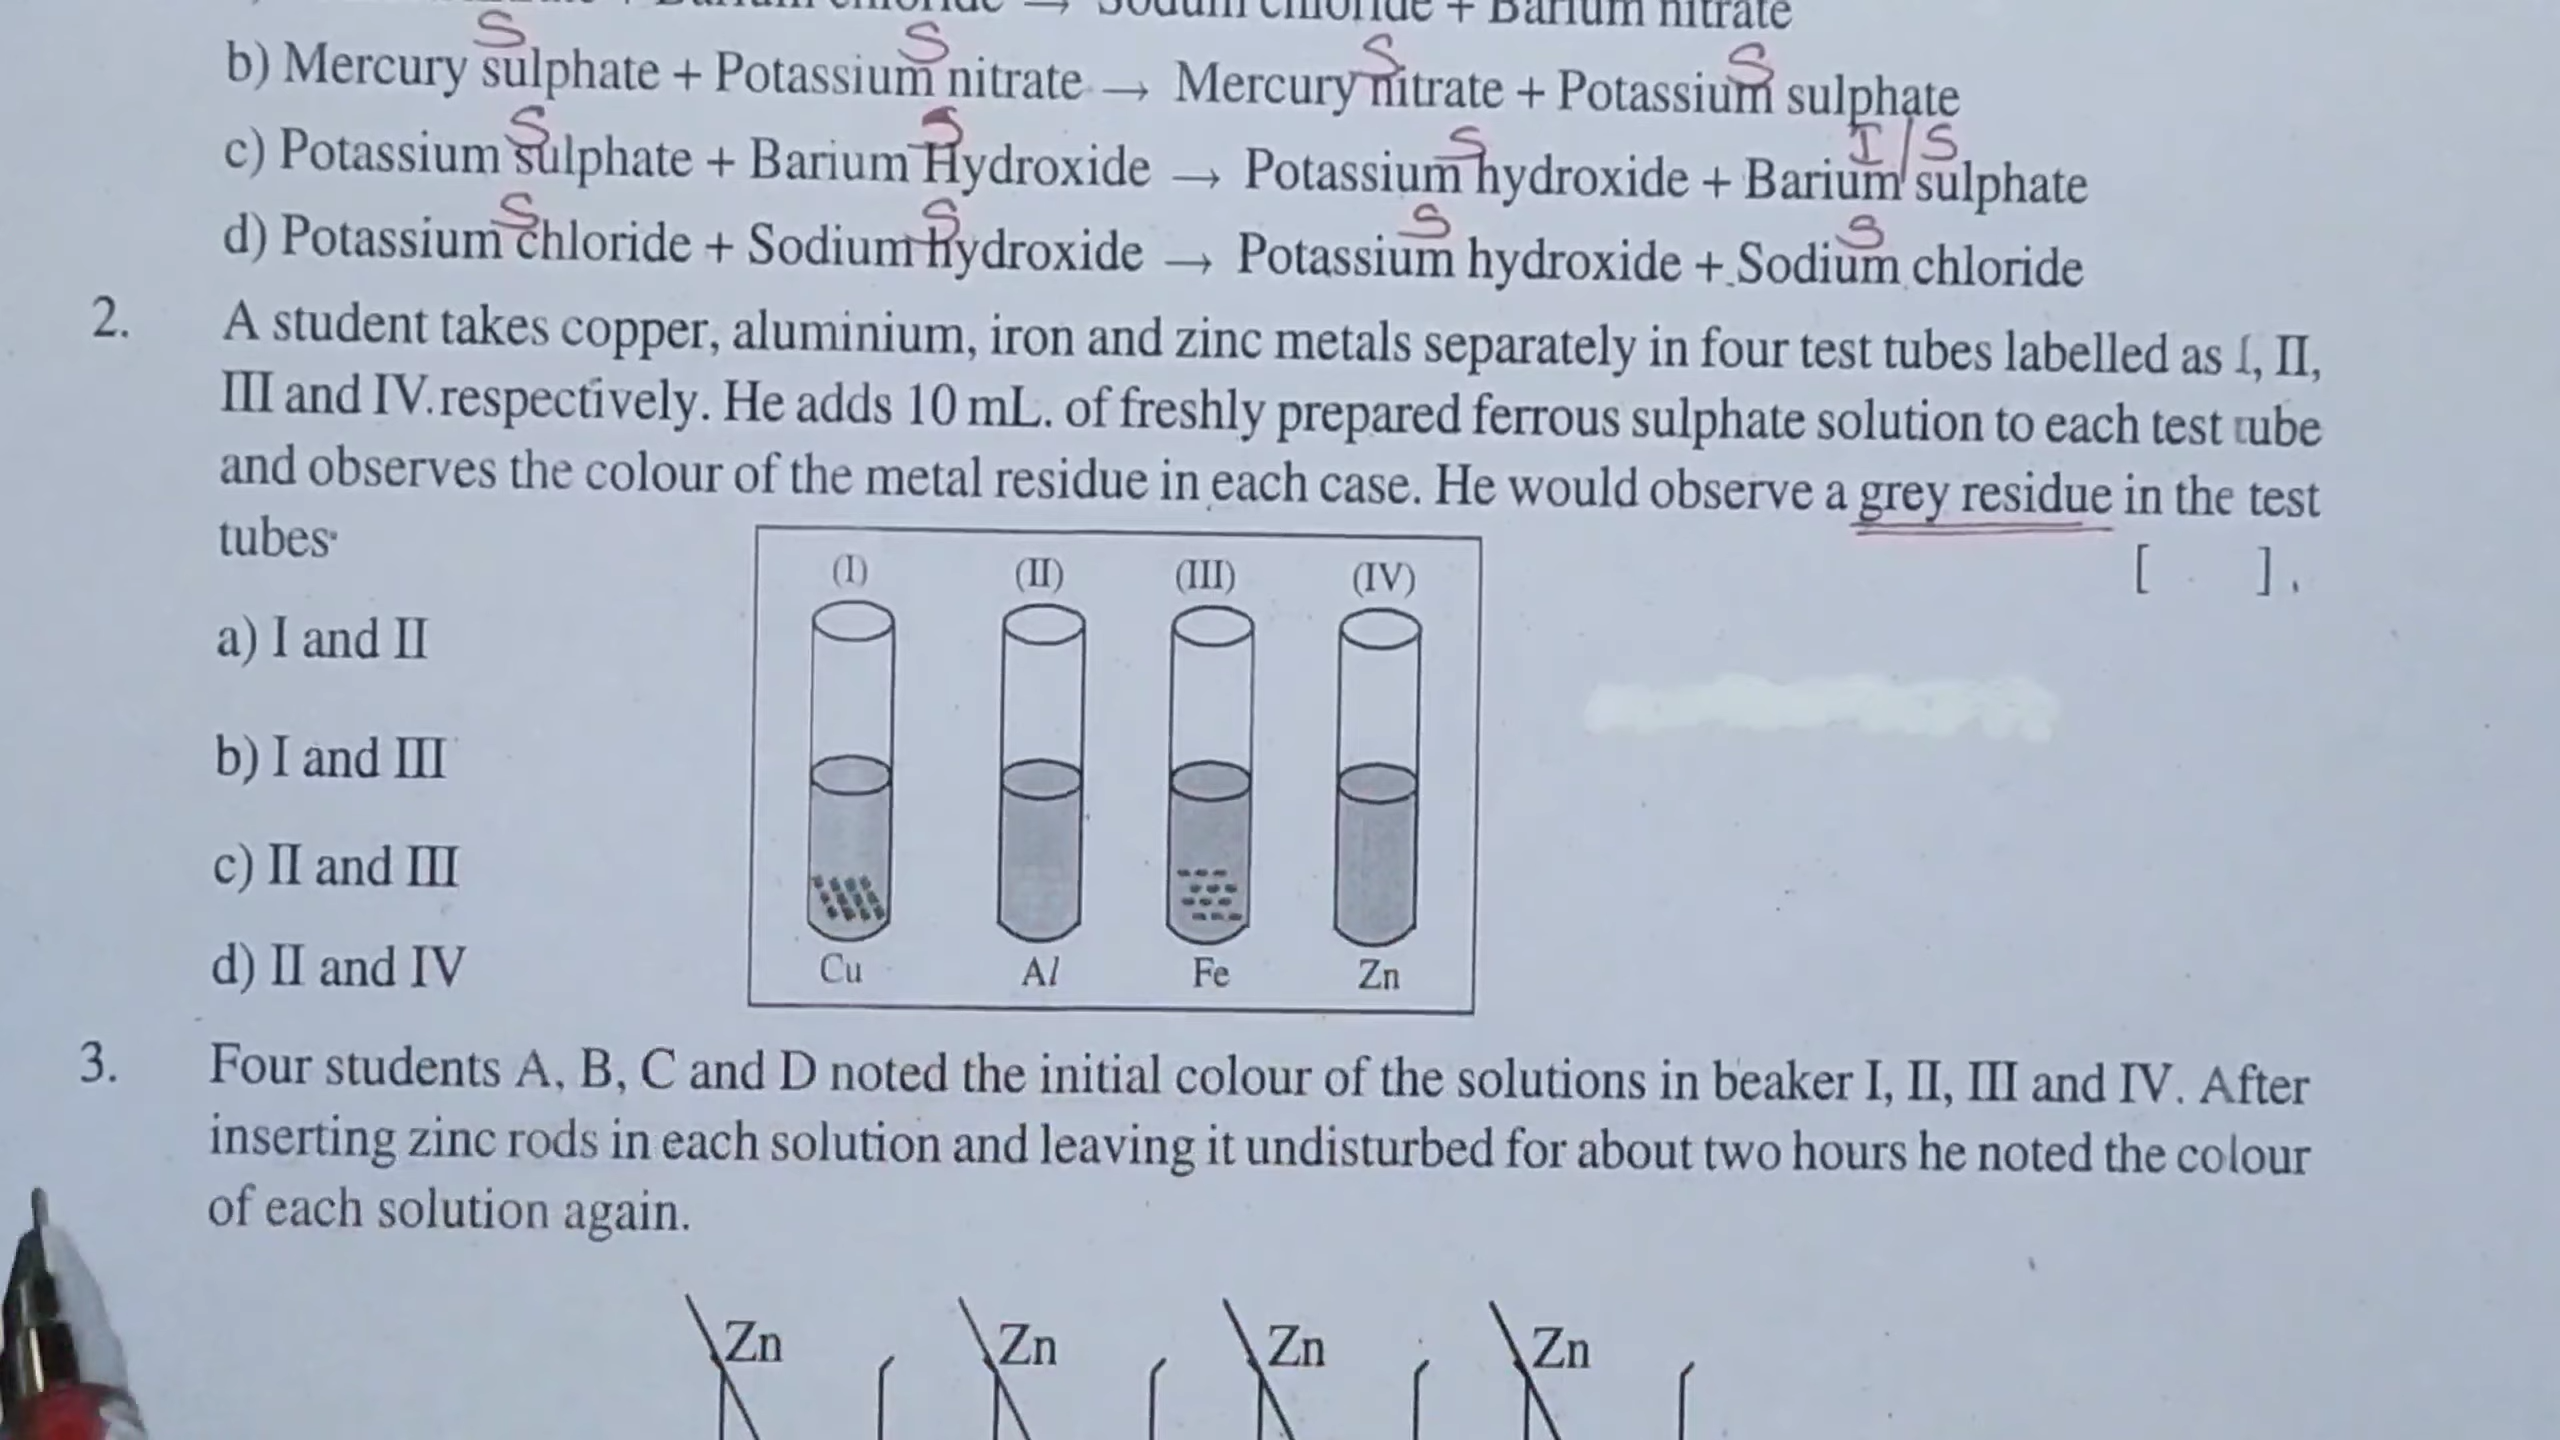 chloride → Sodium chloride + Barium nitrate
S S S S
b) Mercury sulphate + Potassium nitrate → Mercury nitrate + Potassium sulphate
S S S I/S
c) Potassium sulphate + Barium Hydroxide → Potassium hydroxide + Barium sulphate
S S S S
d) Potassium chloride + Sodium hydroxide → Potassium hydroxide + Sodium chloride
2. A student takes copper, aluminium, iron and zinc metals separately in four test tubes labelled as I, II,
III and IV.respectively. He adds 10 mL. of freshly prepared ferrous sulphate solution to each test tube
and observes the colour of the metal residue in each case. He would observe a grey residue in the test
tubes
[ ].
(I) (II) (III) (IV)
a) I and II
b) I and III
c) II and III
d) II and IV
Cu Al Fe Zn
3. Four students A, B, C and D noted the initial colour of the solutions in beaker I, II, III and IV. After
inserting zinc rods in each solution and leaving it undisturbed for about two hours he noted the colour
of each solution again.
Zn Zn Zn Zn